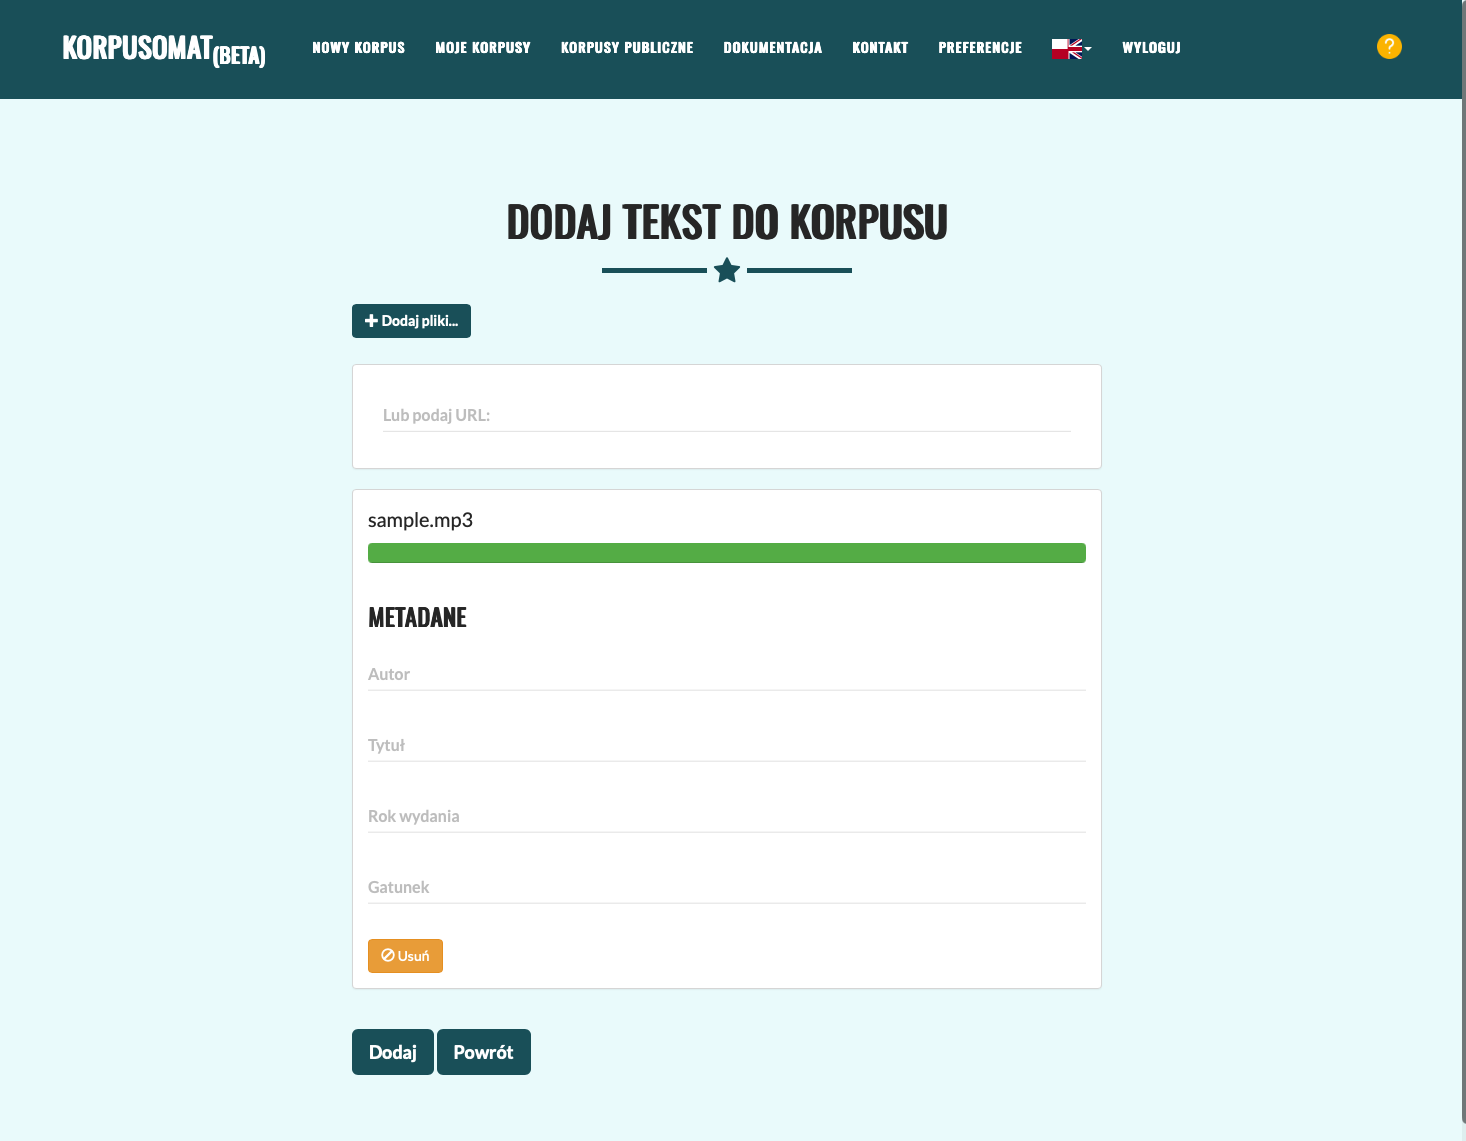 KORPUSOMAT(BETA) NOWY KORPUS MOJE KORPUSY KORPUSY PUBLICZNE DOKUMENTACJA KONTAKT PREFERENCJE WYLOGUJ ?
DODAJ TEKST DO KORPUSU
Dodaj pliki...
Lub podaj URL:
sample.mp3
METADANE
Autor
Tytuł
Rok wydania
Gatunek
Usuń
Dodaj Powrót